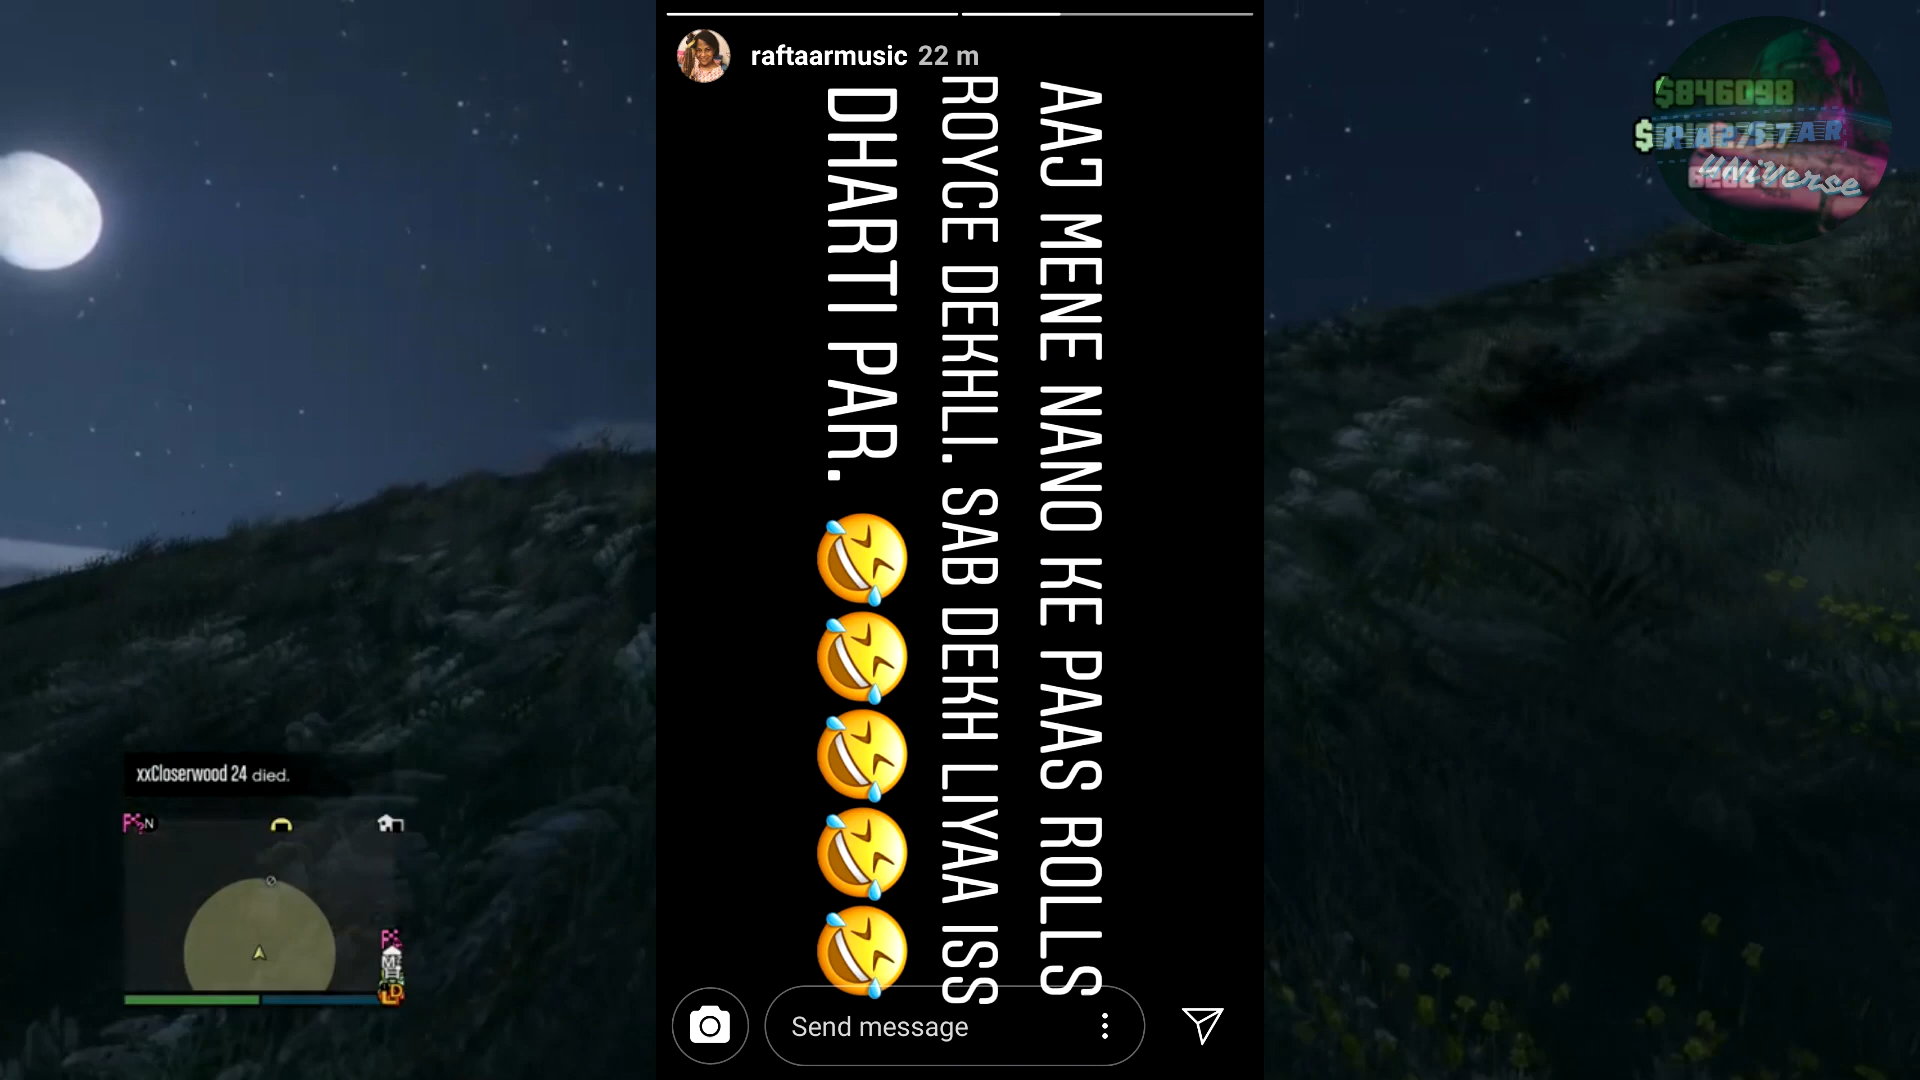 raftaarmusic 22 m
AAJ MENE NANO KE PAAS ROLLS
ROYCE DEKHLI. SAB DEKH LIYAA ISS
DHARTI PAR. 🤣🤣🤣🤣🤣
Send message
$846098
UNiVerse
xxCloserwood 24 died.
N